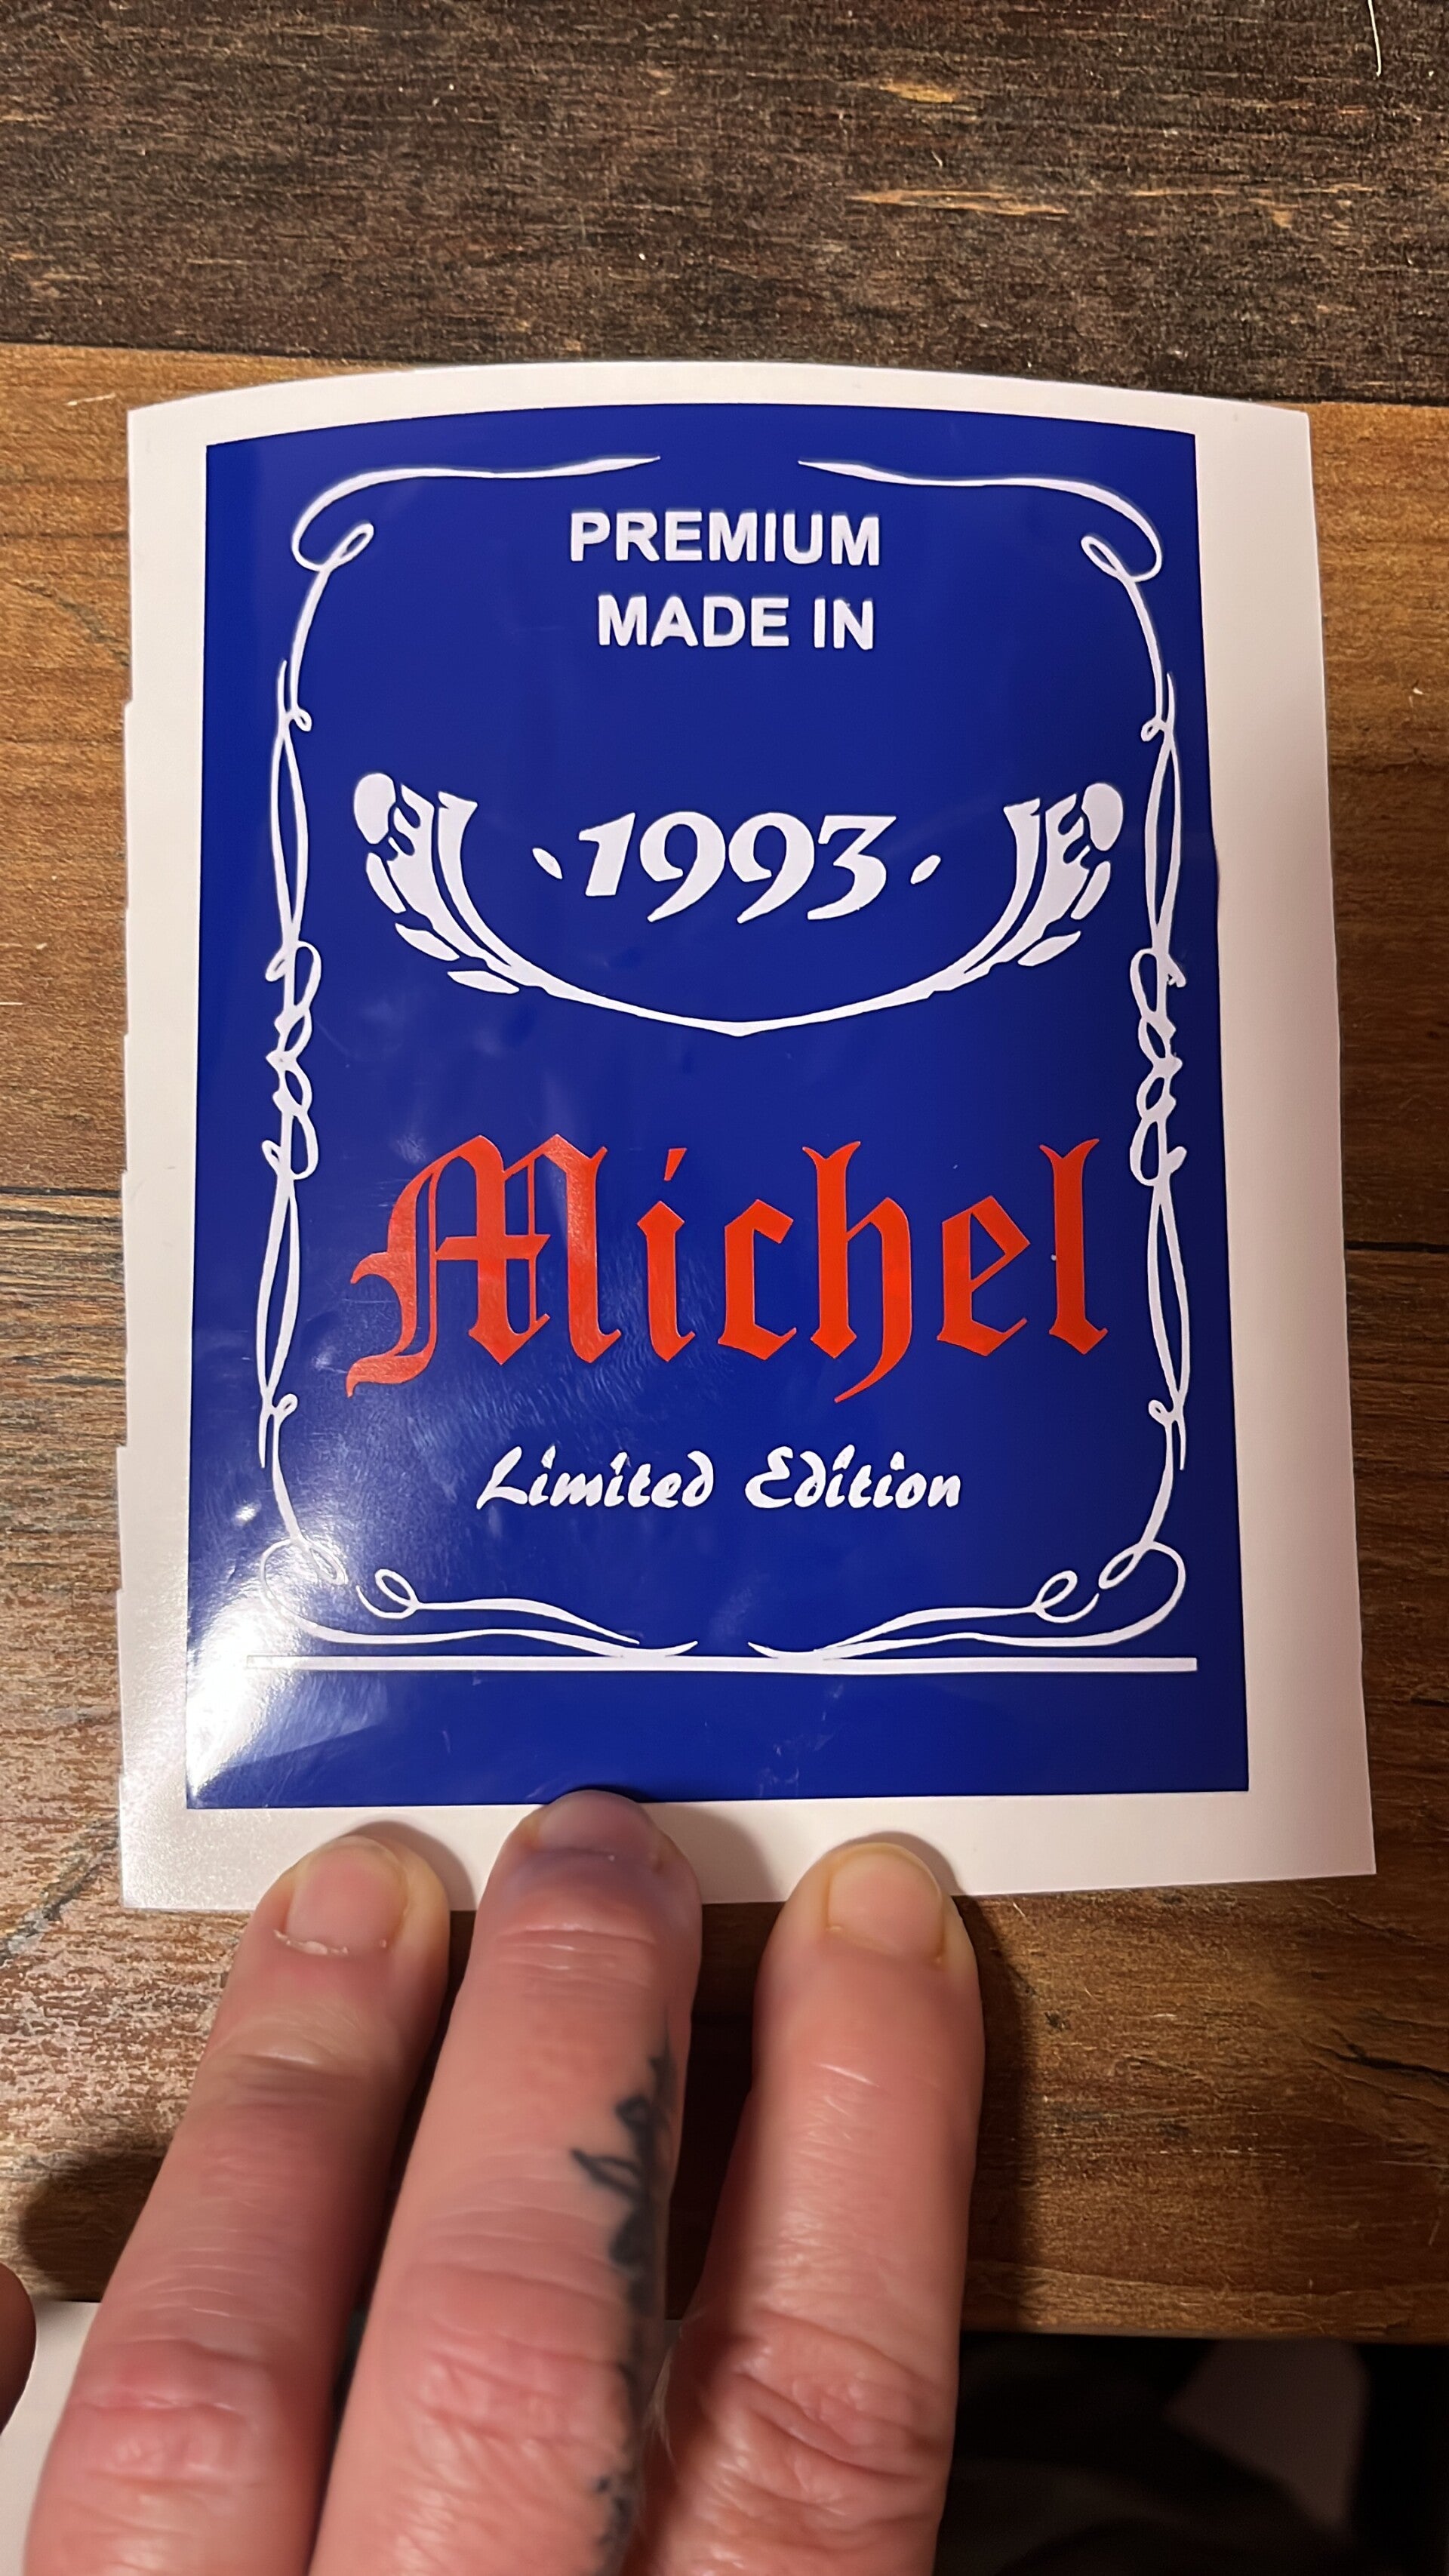 PREMIUM
MADE IN
· 1993 ·
Michel
Limited Edition